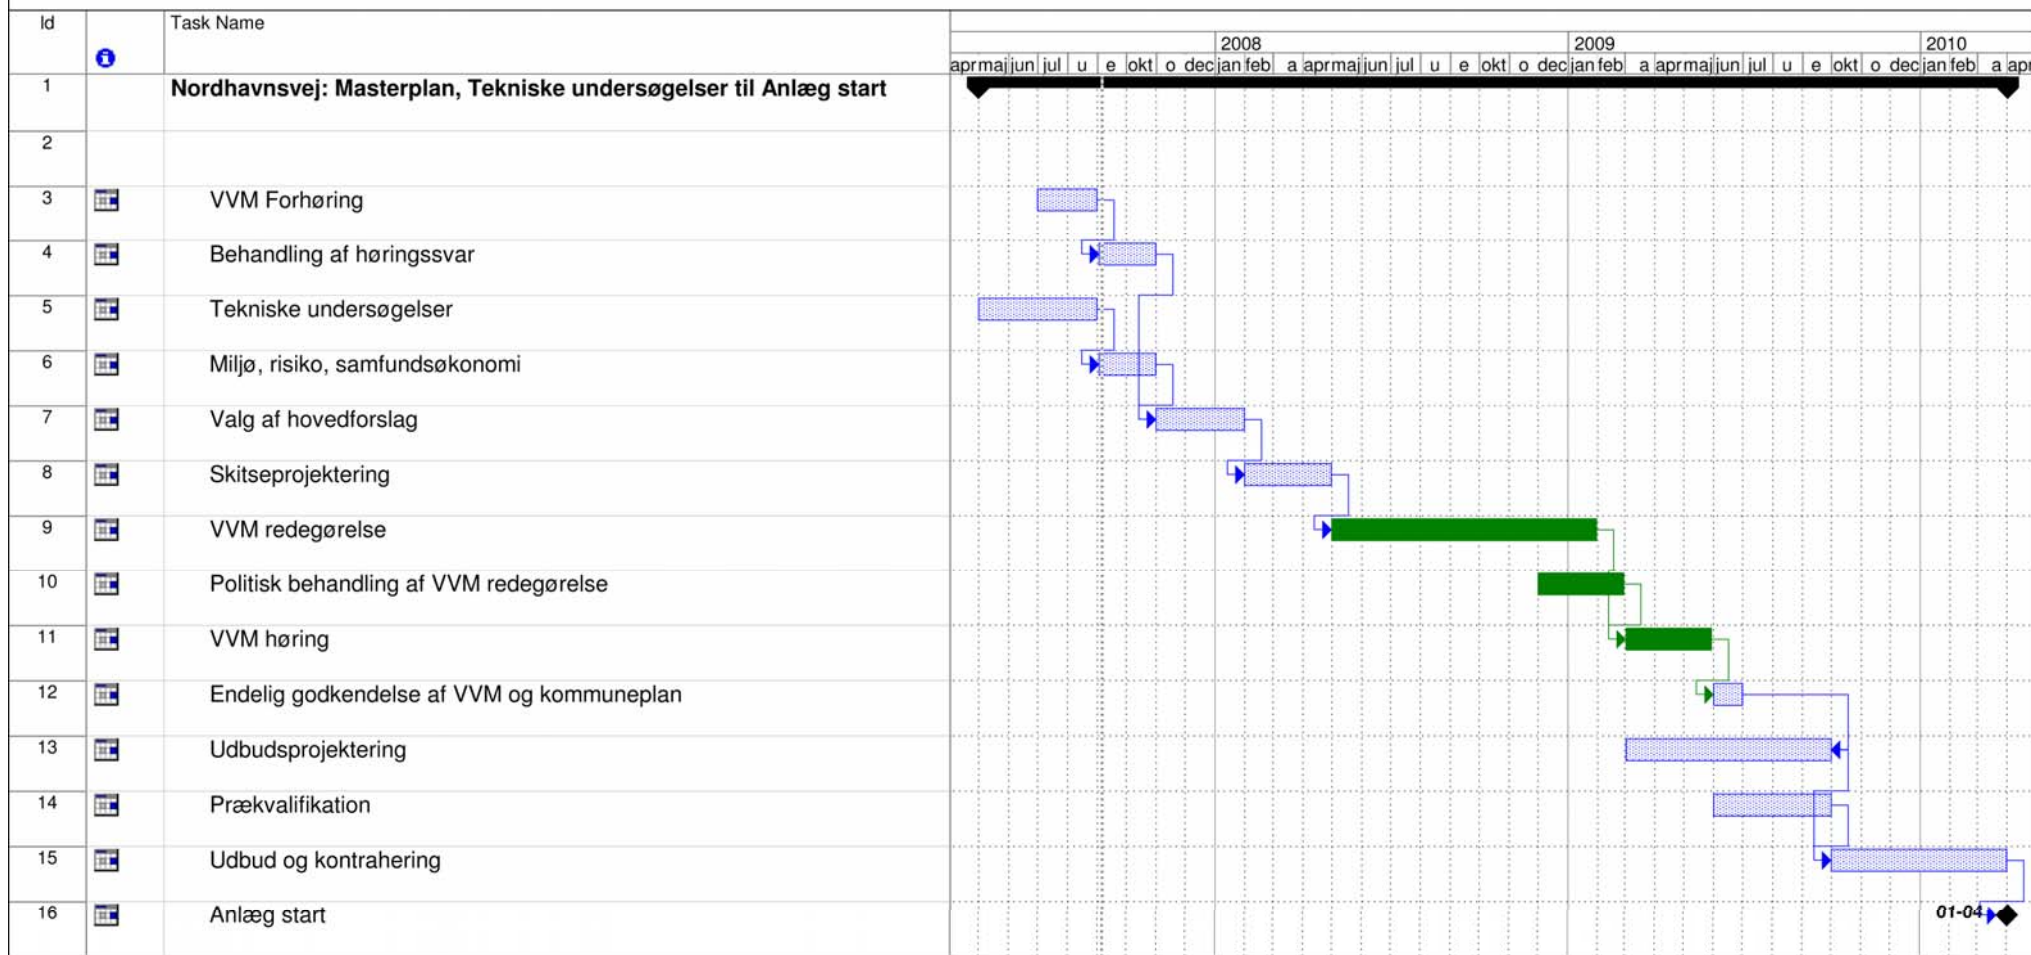 Id Task Name
2008 2009 2010
apr maj jun jul u e okt o dec jan feb a apr maj jun jul u e okt o dec jan feb a apr maj jun jul u e okt o dec jan feb a apr
1 Nordhavnsvej: Masterplan, Tekniske undersøgelser til Anlæg start
2
3 VVM Forhøring
4 Behandling af høringssvar
5 Tekniske undersøgelser
6 Miljø, risiko, samfundsøkonomi
7 Valg af hovedforslag
8 Skitseprojektering
9 VVM redegørelse
10 Politisk behandling af VVM redegørelse
11 VVM høring
12 Endelig godkendelse af VVM og kommuneplan
13 Udbudsprojektering
14 Prækvalifikation
15 Udbud og kontrahering
16 Anlæg start 01-04